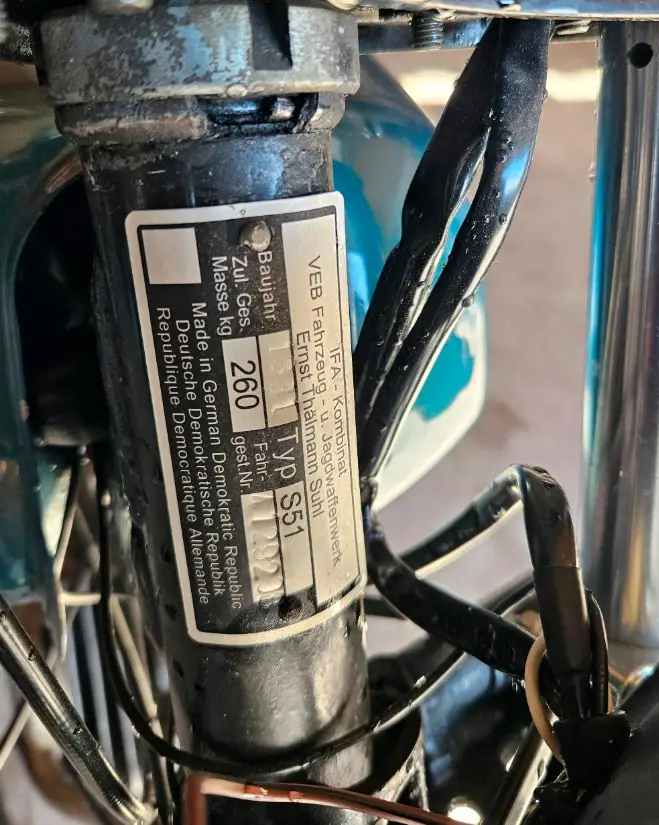 IFA - Kombinat
VEB Fahrzeug - u. Jagdwaffenwerk
Ernst Thälmann Suhl
Baujahr
Typ S51
Zul. Ges.
Masse kg
260
Fahr-
gest.Nr.
Made in German Democratic Republic
Deutsche Demokratische Republik
Republique Democratique Allemande